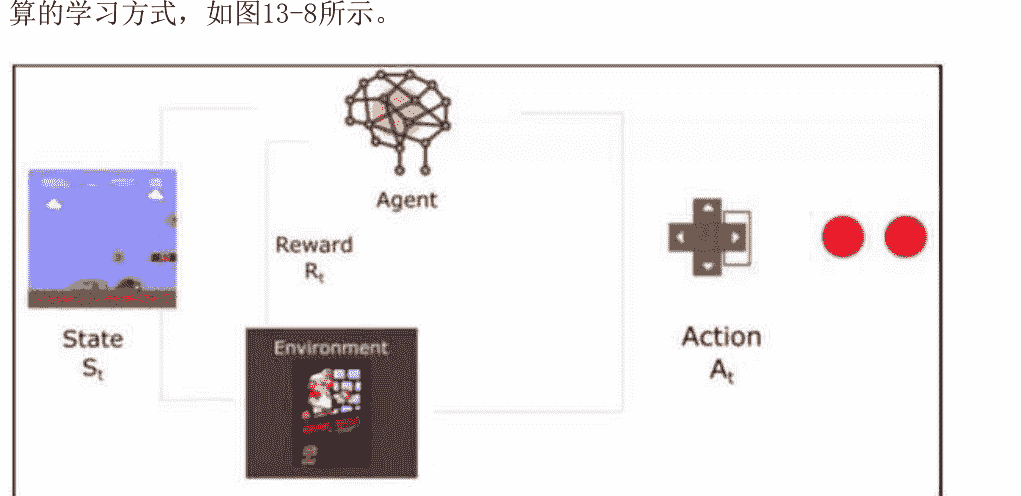 算的学习方式，如图13-8所示。
Agent
Reward
Rt
State
St
Environment
Action
At